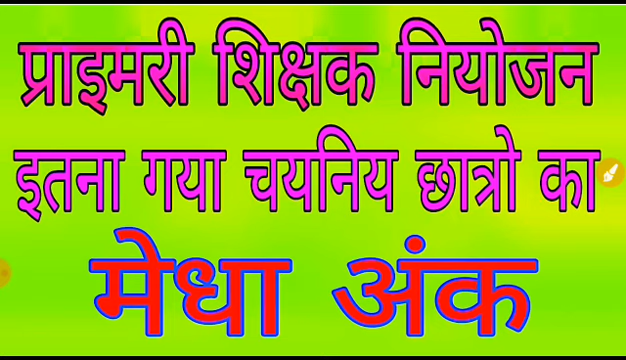 प्राइमरी शिक्षक नियोजन
इतना गया चयनिय छात्रो का
मेधा अंक